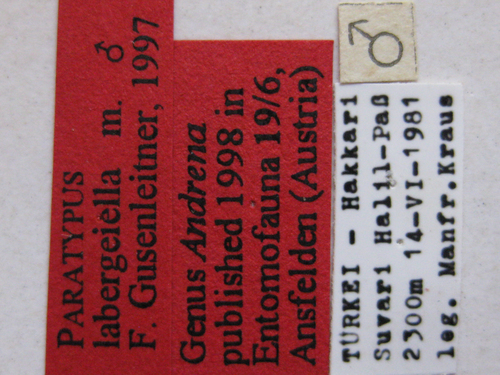 PARATYPUS
labergeiella m. ♂
F. Gusenleitner, 1997
Genus Andrena
published 1998 in
Entomofauna 19/6,
Ansfelden (Austria)
♂
TÜRKEI - Hakkari
Suvari Halil-Paß
2300m 14-VI-1981
leg. Manfr.Kraus